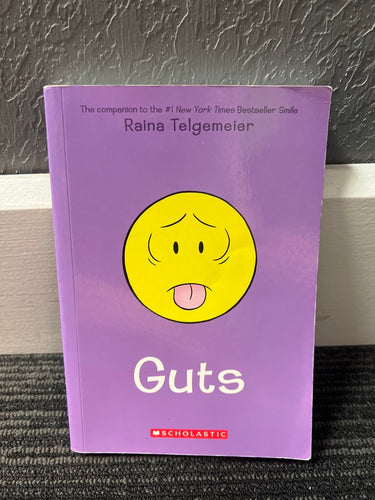 The companion to the #1 New York Times Bestseller Smile
Raina Telgemeier
Guts
SCHOLASTIC